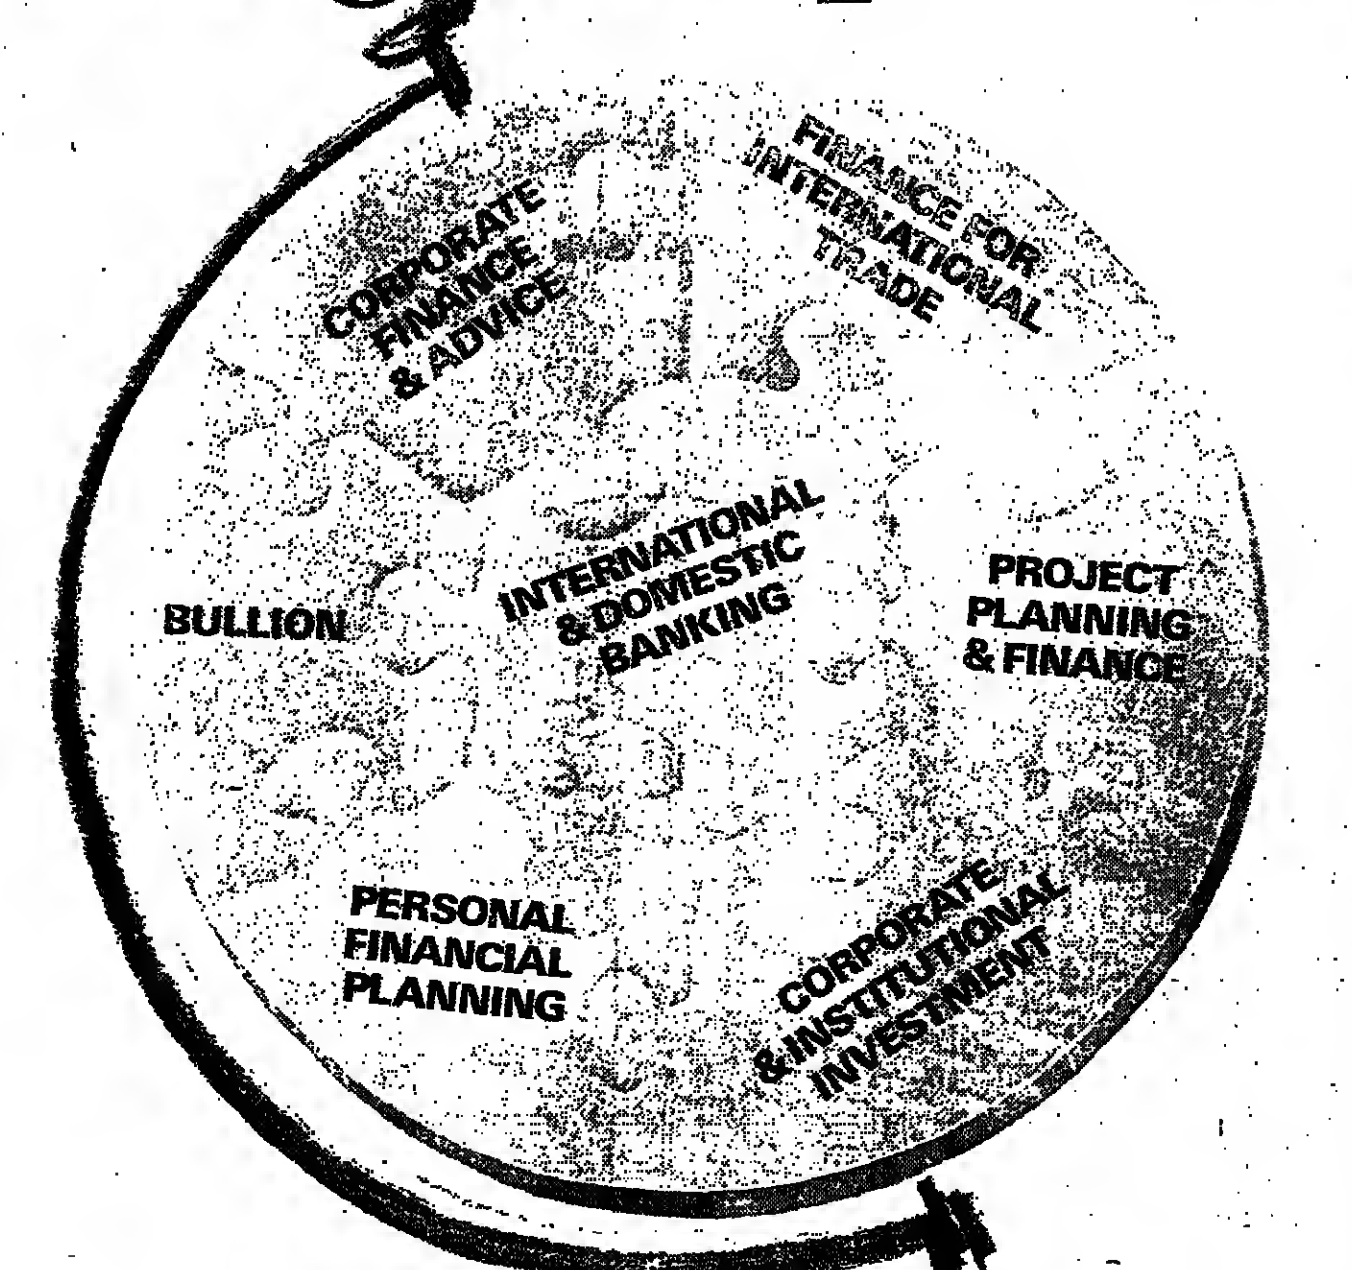 CORPORATE
FINANCE
& ADVICE
FINANCE FOR
INTERNATIONAL
TRADE
INTERNATIONAL
& DOMESTIC
BANKING
BULLION
PROJECT
PLANNING
& FINANCE
PERSONAL
FINANCIAL
PLANNING
CORPORATE
& INSTITUTIONAL
INVESTMENT